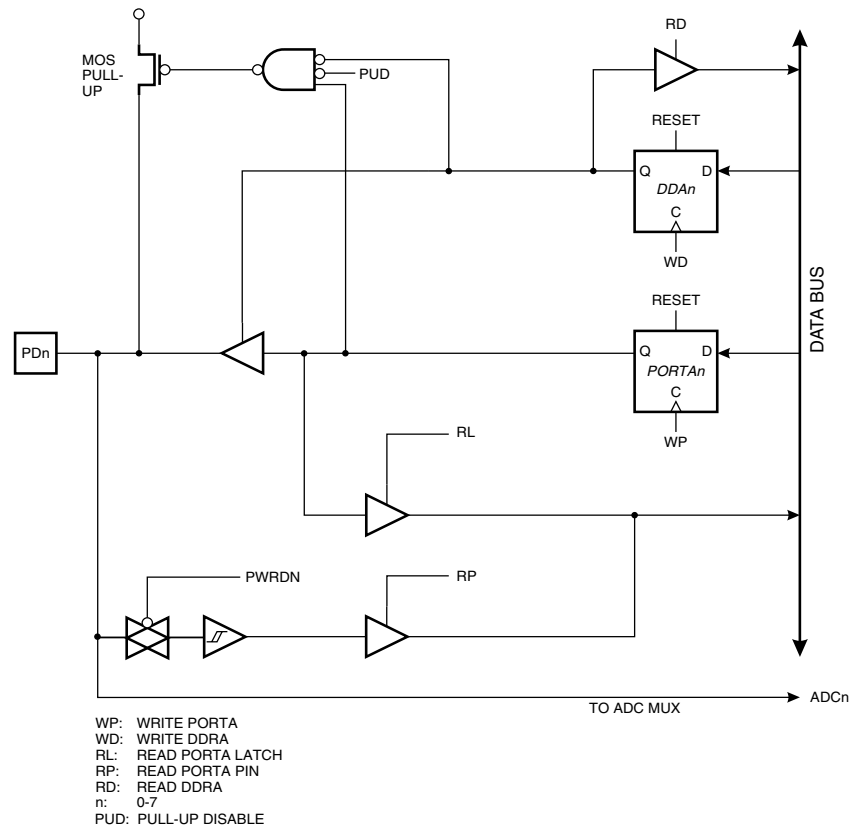 RD
MOS
PULL-
UP
PUD
RESET
Q D
DDAn
C
WD
DATA BUS
RESET
PDn
Q D
PORTAn
C
WP
RL
PWRDN
RP
TO ADC MUX
ADCn
WP: WRITE PORTA
WD: WRITE DDRA
RL: READ PORTA LATCH
RP: READ PORTA PIN
RD: READ DDRA
n: 0-7
PUD: PULL-UP DISABLE